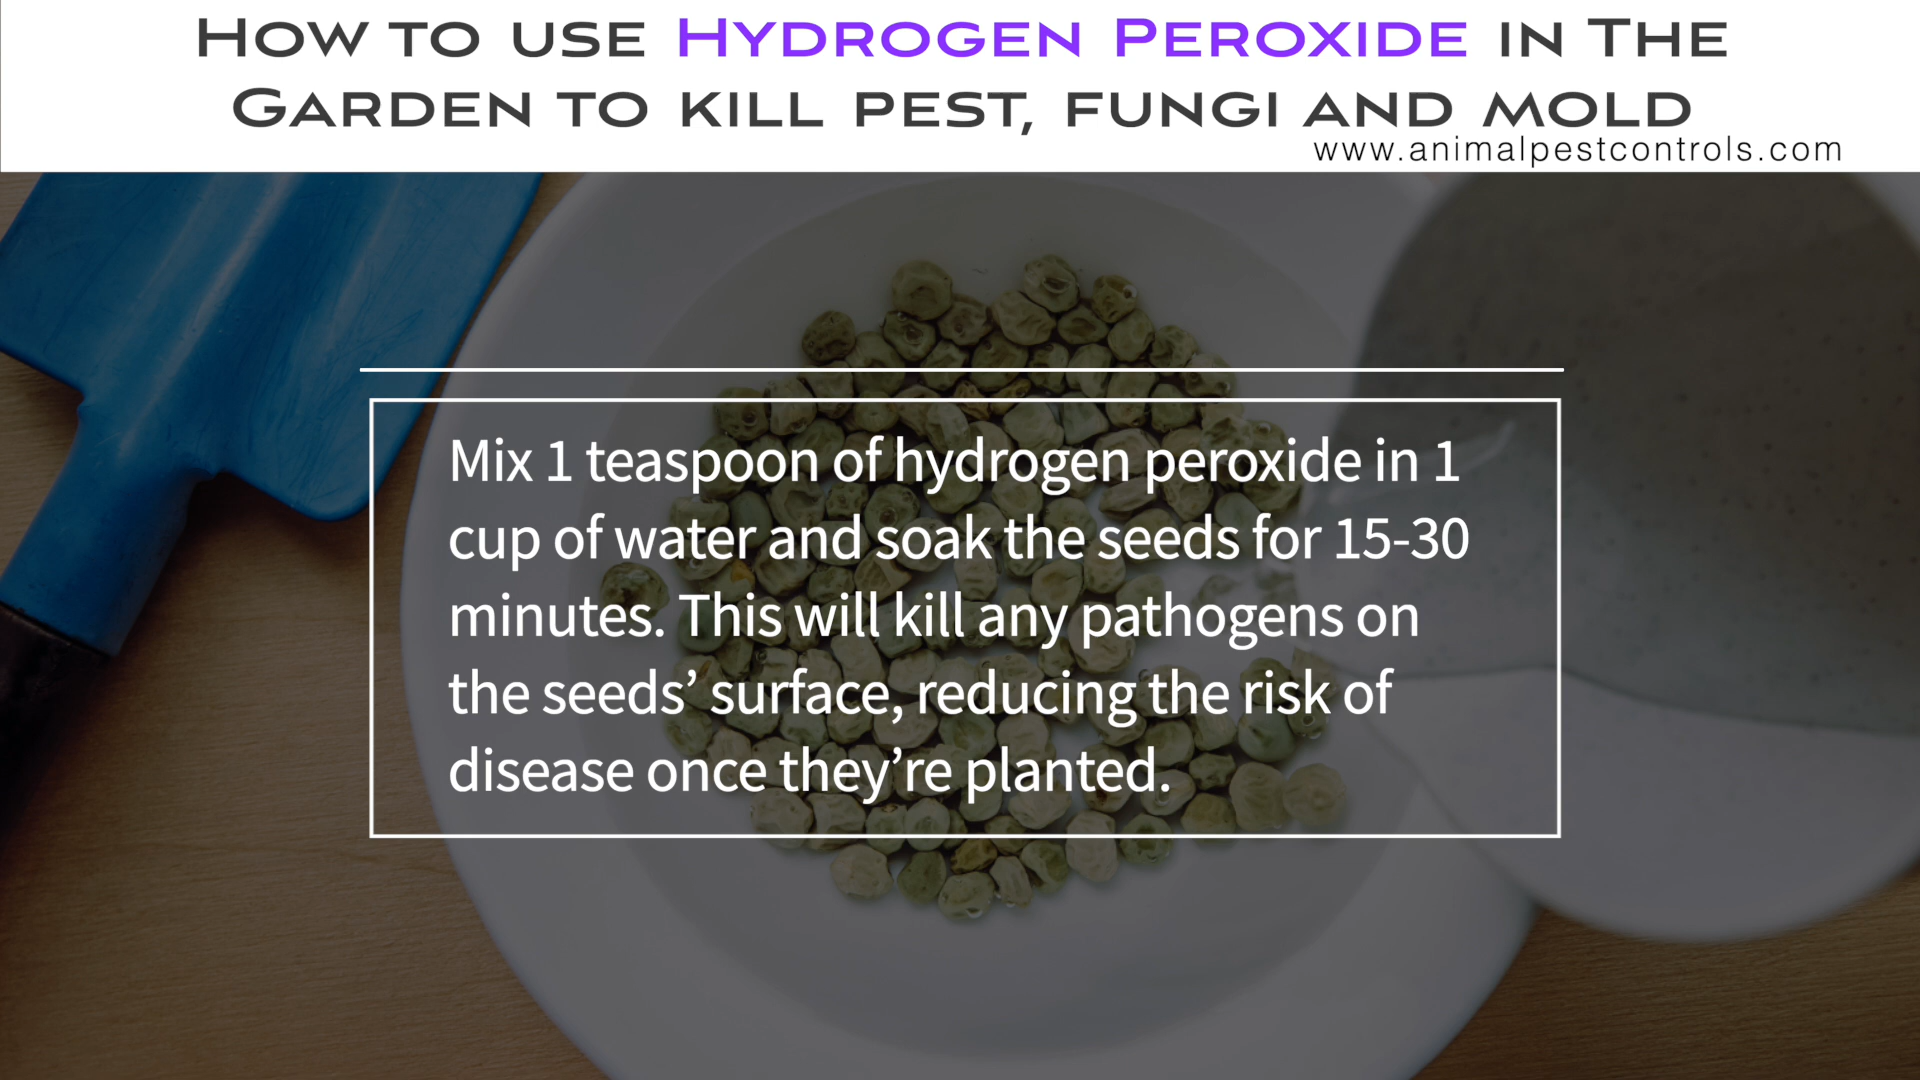 How to use Hydrogen Peroxide in The
Garden to kill pest, fungi and mold
www.animalpestcontrols.com
Mix 1 teaspoon of hydrogen peroxide in 1
cup of water and soak the seeds for 15-30
minutes. This will kill any pathogens on
the seeds’ surface, reducing the risk of
disease once they’re planted.